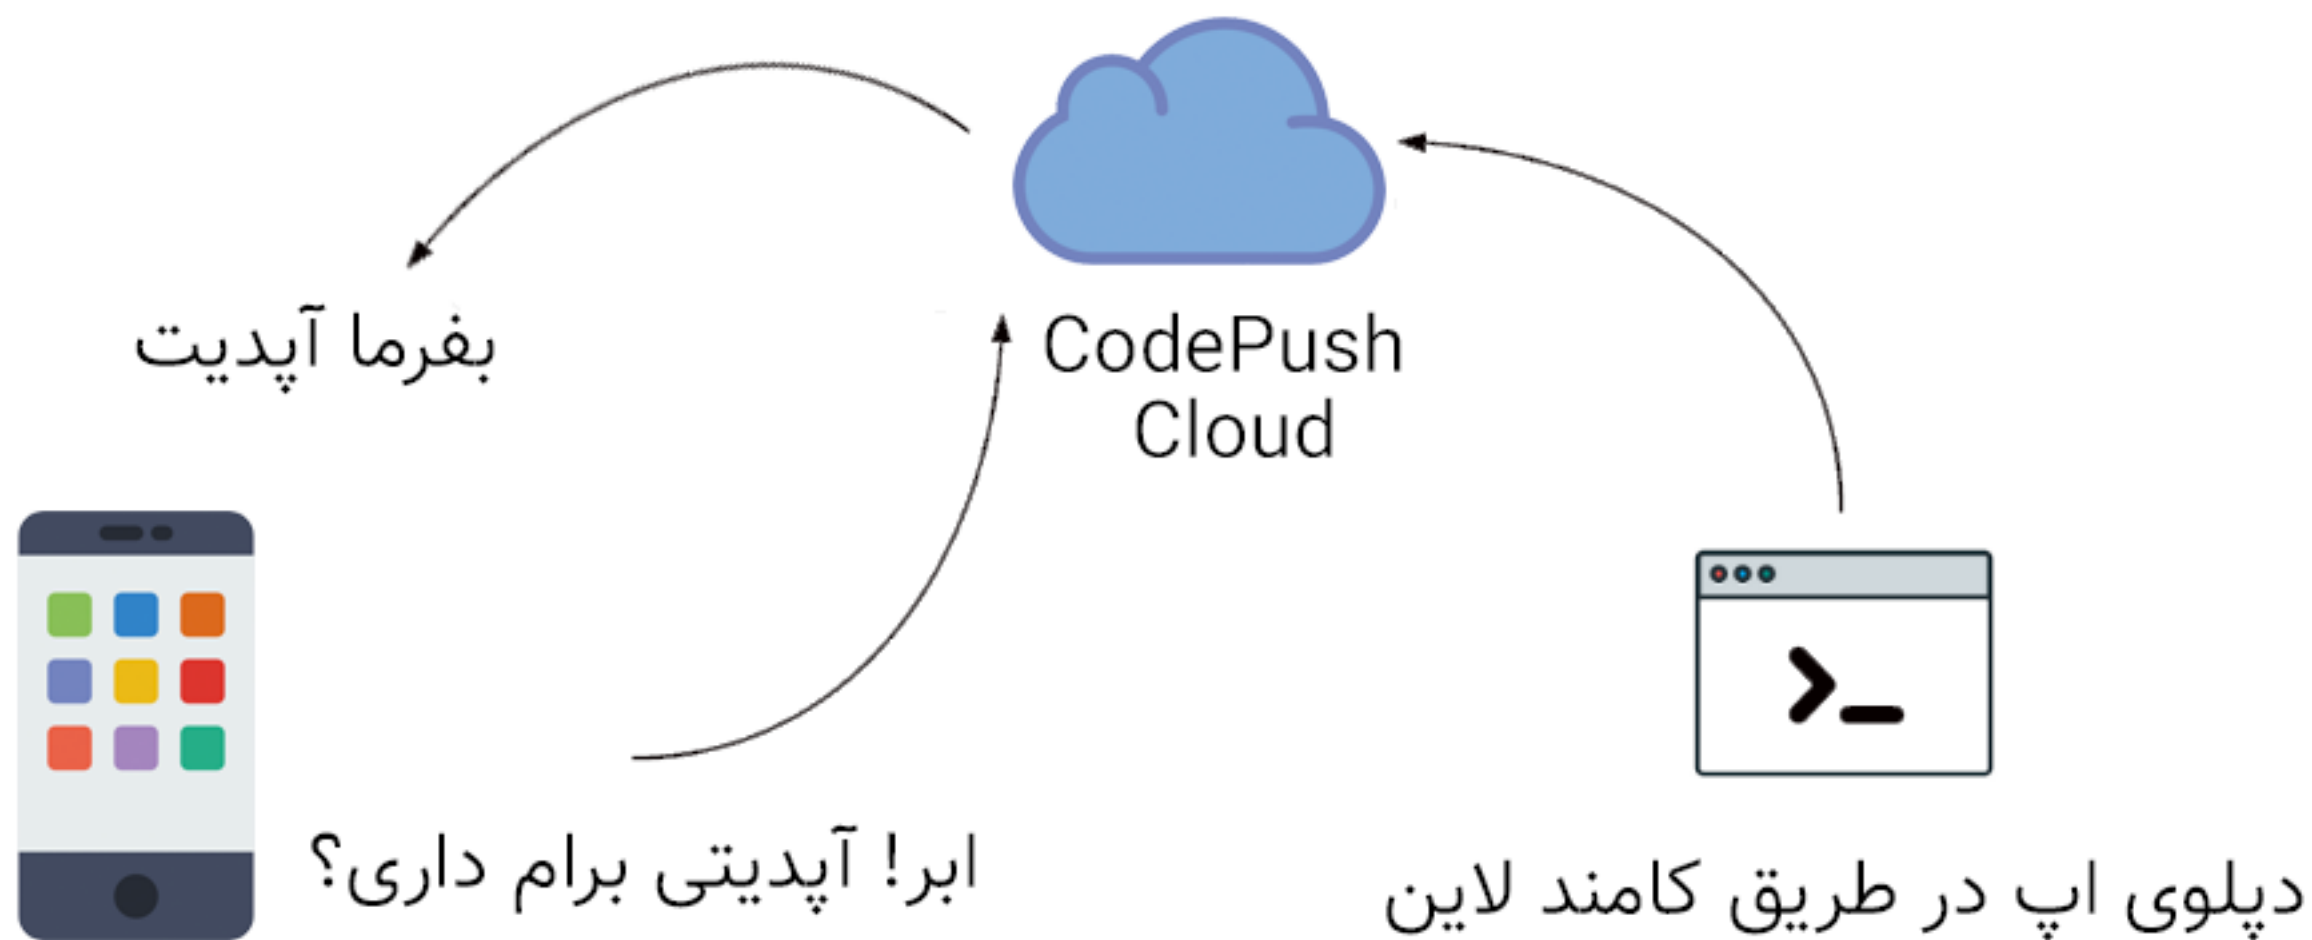 بفرما آپدیت
CodePush
Cloud
ابر! آپدیتی برام داری؟
دپلوی اپ در طریق کامند لاین